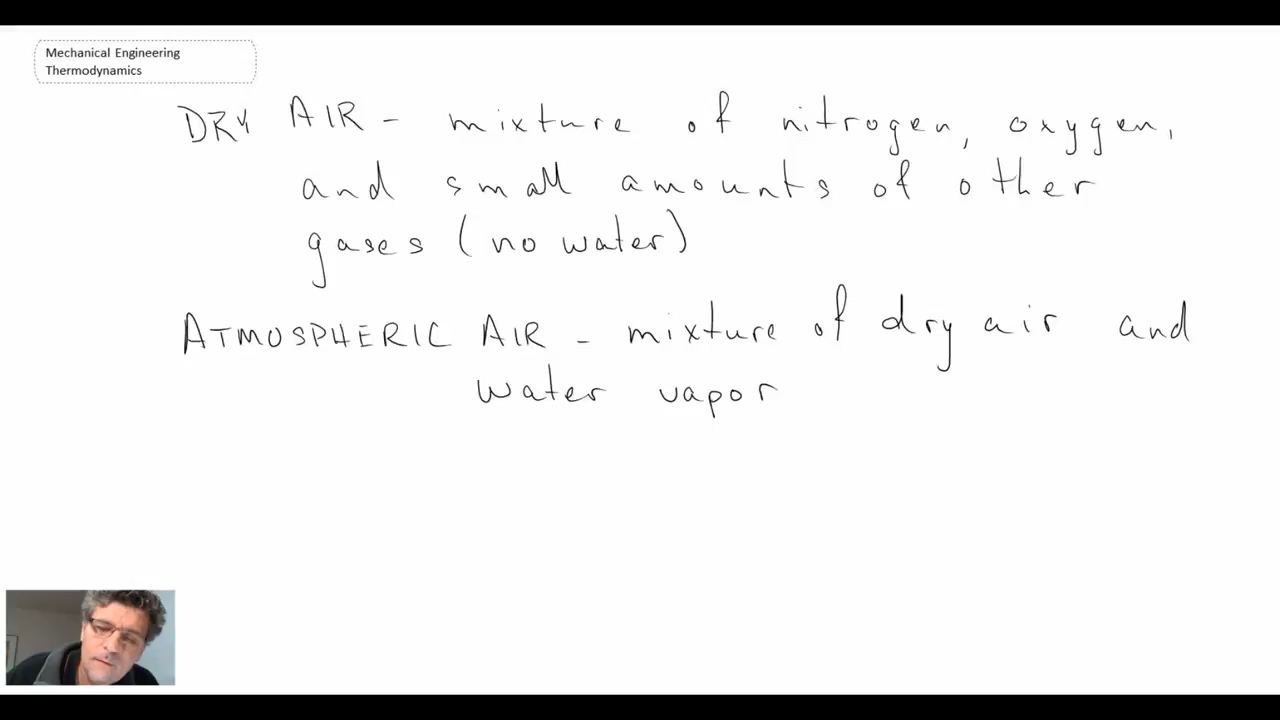 Mechanical Engineering
Thermodynamics
DRY AIR - mixture of nitrogen, oxygen,
and small amounts of other
gases (no water)
ATMOSPHERIC AIR - mixture of dry air and
water vapor